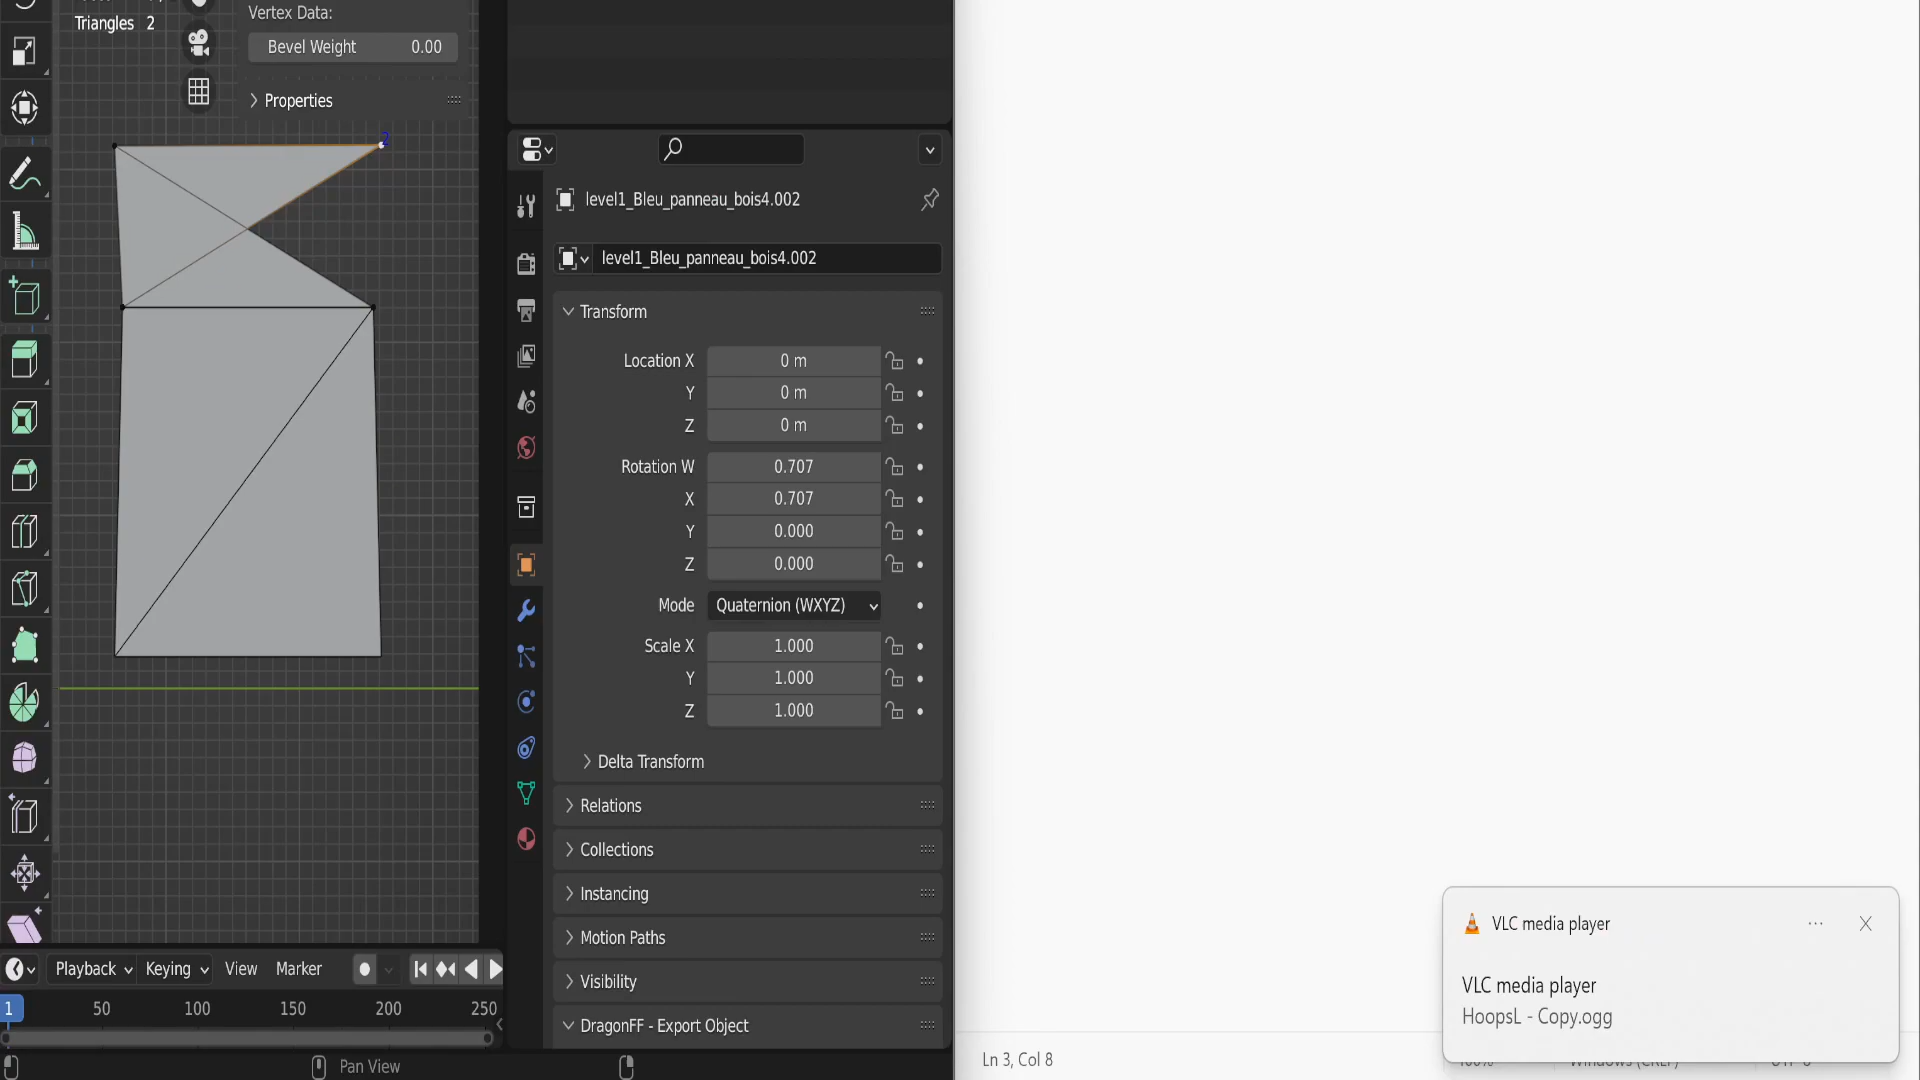 Triangles 2
Vertex Data:
Bevel Weight 0.00
Properties
2
level1_Bleu_panneau_bois4.002
level1_Bleu_panneau_bois4.002
Transform
Location X 0 m
Y 0 m
Z 0 m
Rotation W 0.707
X 0.707
Y 0.000
Z 0.000
Mode Quaternion (WXYZ)
Scale X 1.000
Y 1.000
Z 1.000
Delta Transform
Relations
Collections
Instancing
Motion Paths
Visibility
DragonFF - Export Object
Playback Keying View Marker
1 50 100 150 200 250
Pan View
Ln 3, Col 8
VLC media player
VLC media player
HoopsL - Copy.ogg